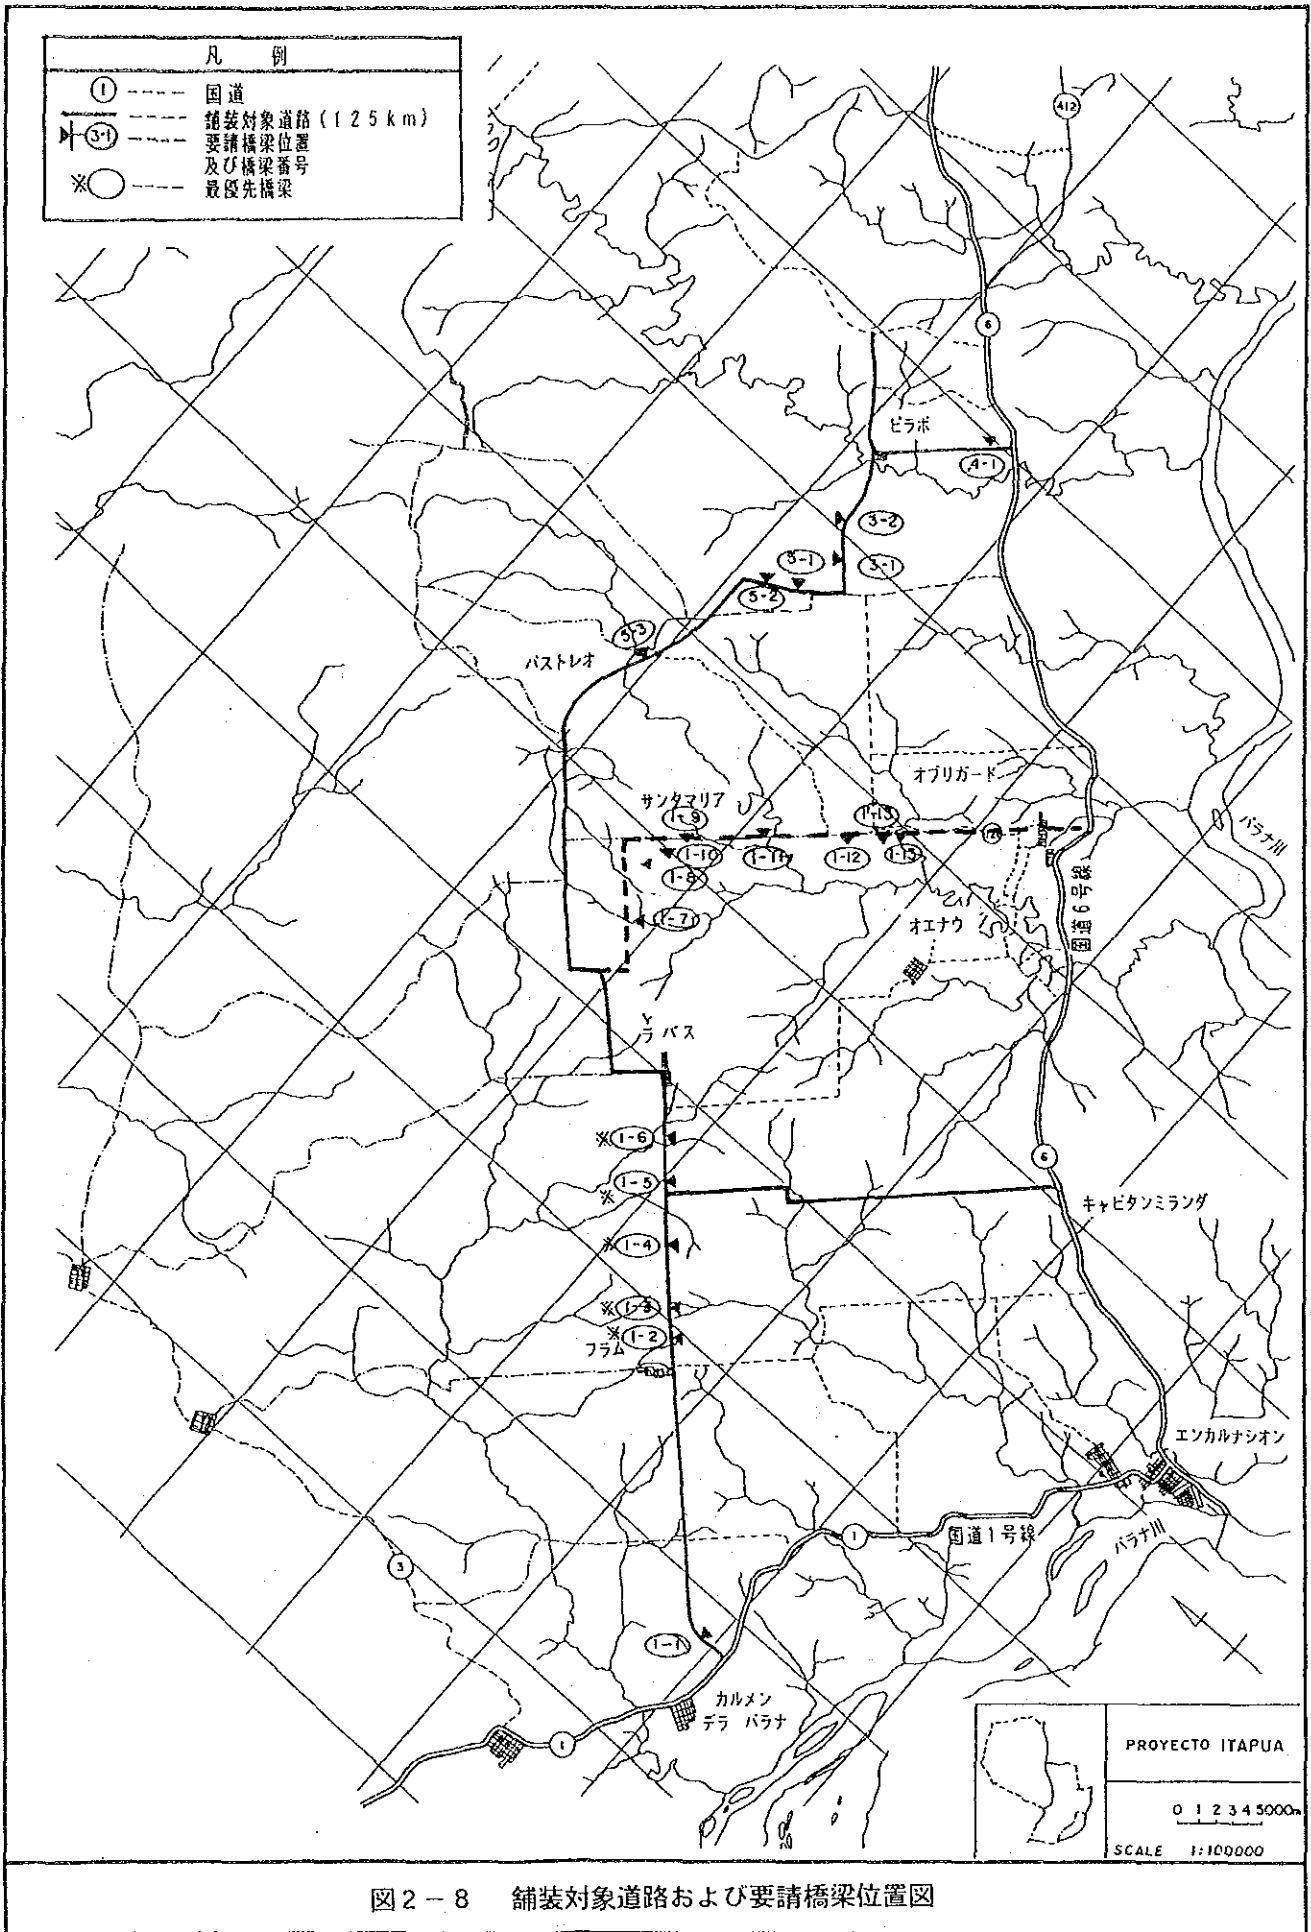 凡 例
① ---- 国道
---- 舗装対象道路(125km)
3-1 ---- 要請橋梁位置
及び橋梁番号
※ ---- 最優先橋梁
412
6
ピラポ
4-1
3-2
5-1
3-1
5-2
5-3
パストレオ
オブリガード
サンタマリア
1-9
1-13
パラナ川
1-10
1-11
1-12
1-13
1-8
国道6号線
1-7
オエナウ
ラパス
※ 1-6
6
1-5
※
キャピタンミランダ
※ 1-4
※ 1-3
※ 1-2
フラム
エンカルナシオン
1
国道1号線
パラナ川
3
1-1
カルメン
デラ パラナ
1
PROYECTO ITAPUA
0 1 2 3 4 5000m
SCALE 1:100000
図2-8 舗装対象道路および要請橋梁位置図